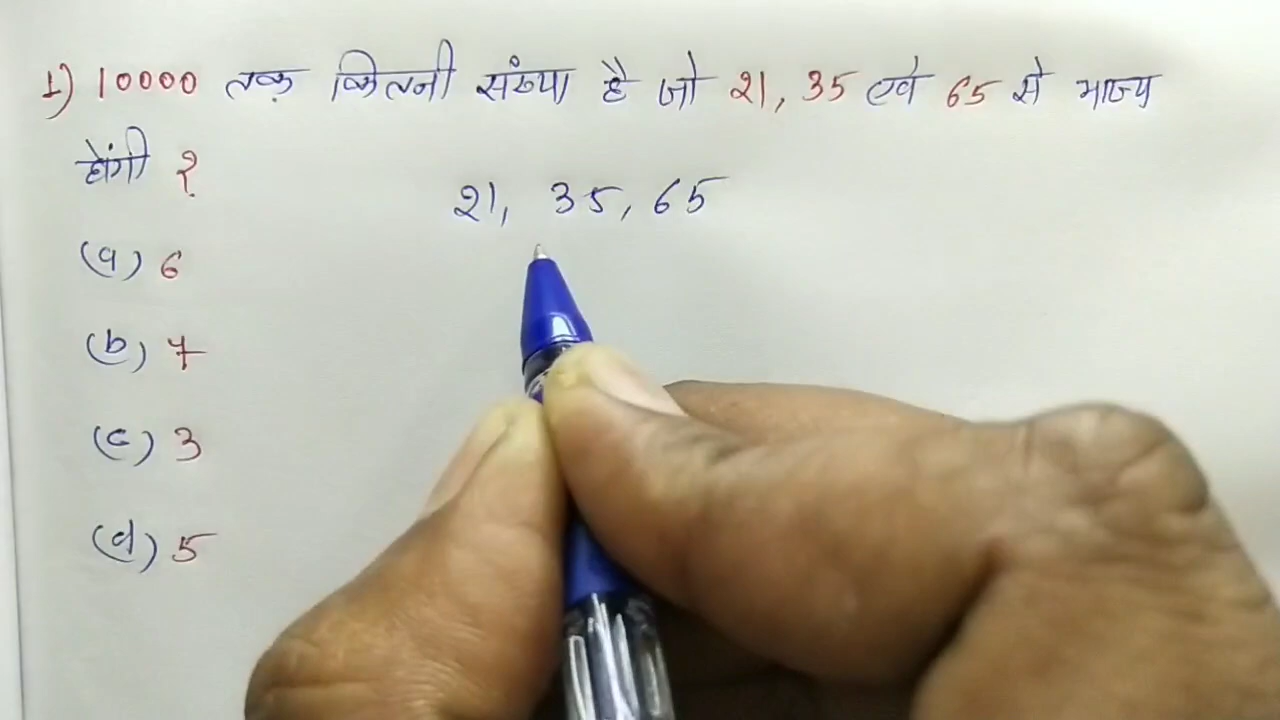 1) 10000 तक कितनी संख्या है जो 21, 35 एवं 65 से भाज्य
होंगी ?
21, 35, 65
(a) 6
(b) 7
(c) 3
(d) 5